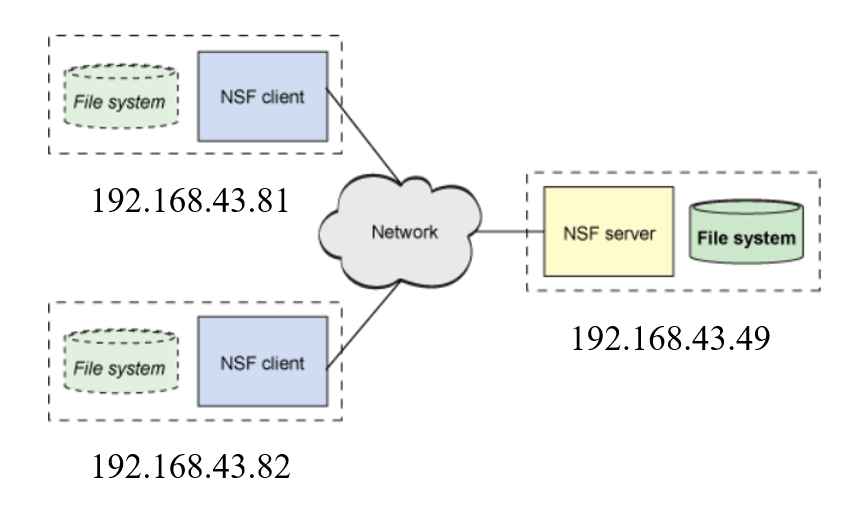 File system
NSF client
192.168.43.81
Network
NSF server
File system
192.168.43.49
File system
NSF client
192.168.43.82